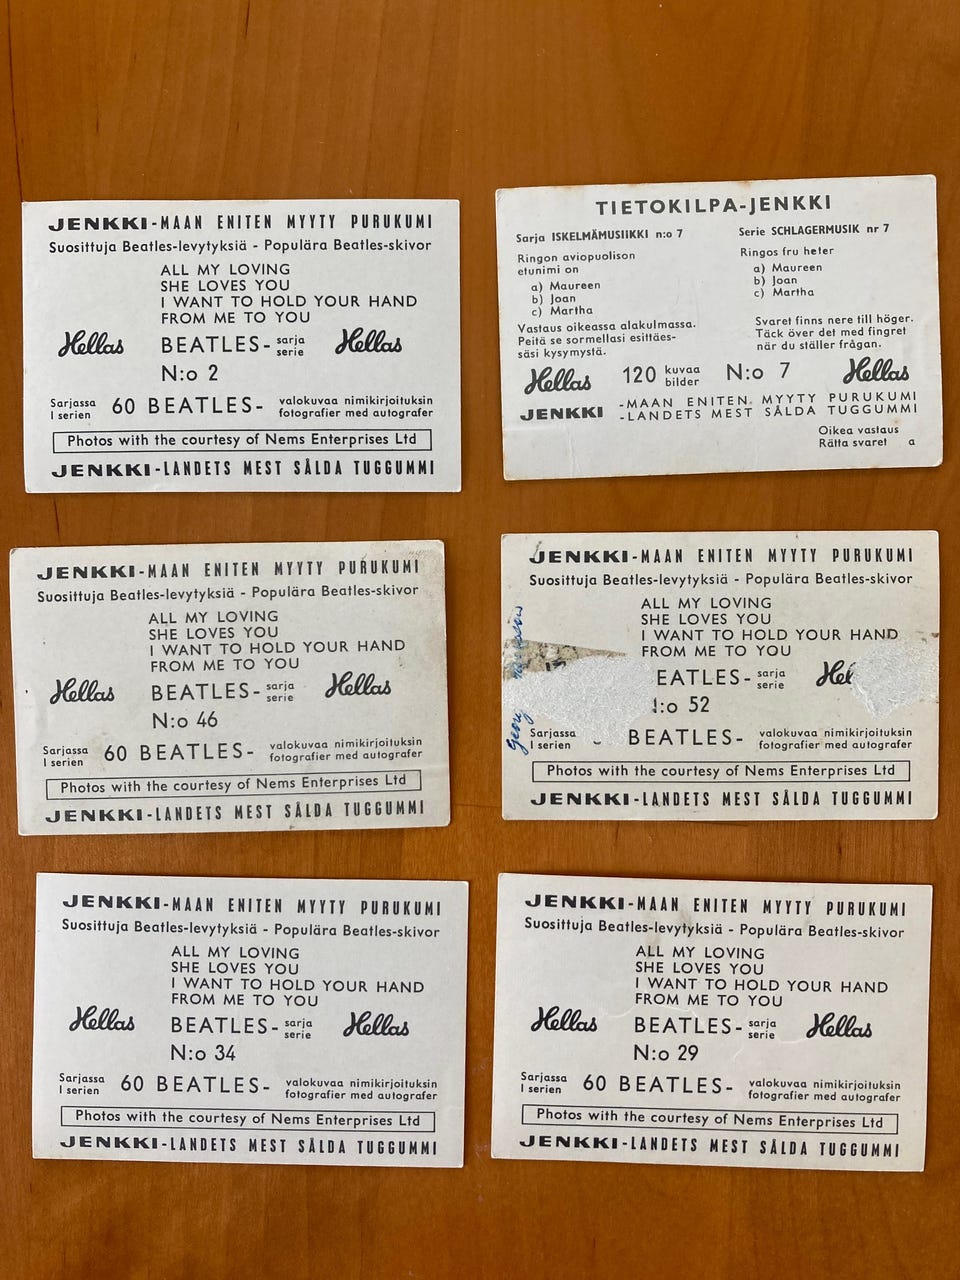 JENKKI-MAAN ENITEN MYYTY PURUKUMI
Suosittuja Beatles-levytyksiä - Populära Beatles-skivor
ALL MY LOVING
SHE LOVES YOU
I WANT TO HOLD YOUR HAND
FROM ME TO YOU
Hellas BEATLES- sarja serie Hellas
N:o 2
Sarjassa I serien 60 BEATLES- valokuvaa nimikirjoituksin fotografier med autografer
Photos with the courtesy of Nems Enterprises Ltd
JENKKI-LANDETS MEST SÅLDA TUGGUMMI
TIETOKILPA-JENKKI
Sarja ISKELMÄMUSIIKKI n:o 7
Ringon aviopuolison
etunimi on
a) Maureen
b) Joan
c) Martha
Vastaus oikeassa alakulmassa.
Peitä se sormellasi esittäes-
säsi kysymystä.
Serie SCHLAGERMUSIK nr 7
Ringos fru heter
a) Maureen
b) Joan
c) Martha
Svaret finns nere till höger.
Täck över det med fingret
när du ställer frågan.
Hellas 120 kuvaa bilder N:o 7 Hellas
JENKKI -MAAN ENITEN MYYTY PURUKUMI
-LANDETS MEST SÅLDA TUGGUMMI
Oikea vastaus
Rätta svaret a
JENKKI-MAAN ENITEN MYYTY PURUKUMI
Suosittuja Beatles-levytyksiä - Populära Beatles-skivor
ALL MY LOVING
SHE LOVES YOU
I WANT TO HOLD YOUR HAND
FROM ME TO YOU
Hellas BEATLES- sarja serie Hellas
N:o 46
Sarjassa I serien 60 BEATLES- valokuvaa nimikirjoituksin fotografier med autografer
Photos with the courtesy of Nems Enterprises Ltd
JENKKI-LANDETS MEST SÅLDA TUGGUMMI
JENKKI-MAAN ENITEN MYYTY PURUKUMI
Suosittuja Beatles-levytyksiä - Populära Beatles-skivor
ALL MY LOVING
SHE LOVES YOU
I WANT TO HOLD YOUR HAND
FROM ME TO YOU
EATLES- sarja serie Hel
:o 52
Sarjassa I serien BEATLES- valokuvaa nimikirjoituksin fotografier med autografer
Photos with the courtesy of Nems Enterprises Ltd
JENKKI-LANDETS MEST SÅLDA TUGGUMMI
JENKKI-MAAN ENITEN MYYTY PURUKUMI
Suosittuja Beatles-levytyksiä - Populära Beatles-skivor
ALL MY LOVING
SHE LOVES YOU
I WANT TO HOLD YOUR HAND
FROM ME TO YOU
Hellas BEATLES- sarja serie Hellas
N:o 34
Sarjassa I serien 60 BEATLES- valokuvaa nimikirjoituksin fotografier med autografer
Photos with the courtesy of Nems Enterprises Ltd
JENKKI-LANDETS MEST SÅLDA TUGGUMMI
JENKKI-MAAN ENITEN MYYTY PURUKUMI
Suosittuja Beatles-levytyksiä - Populära Beatles-skivor
ALL MY LOVING
SHE LOVES YOU
I WANT TO HOLD YOUR HAND
FROM ME TO YOU
Hellas BEATLES- sarja serie Hellas
N:o 29
Sarjassa I serien 60 BEATLES- valokuvaa nimikirjoituksin fotografier med autografer
Photos with the courtesy of Nems Enterprises Ltd
JENKKI-LANDETS MEST SÅLDA TUGGUMMI